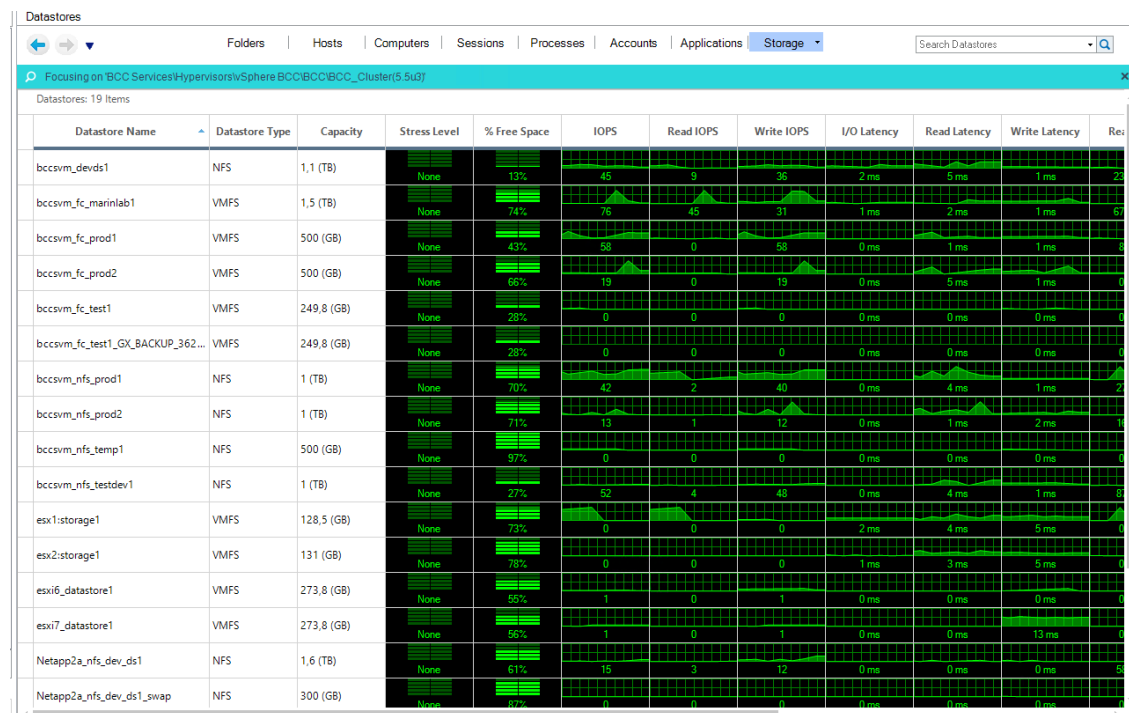 Datastores
Folders Hosts Computers Sessions Processes Accounts Applications Storage Search Datastores
Focusing on 'BCC Services\Hypervisors\vSphere BCC\BCC\BCC_Cluster(5.5u3)'
Datastores: 19 Items
Datastore Name Datastore Type Capacity Stress Level % Free Space IOPS Read IOPS Write IOPS I/O Latency Read Latency Write Latency Rea
bccsvm_devds1 NFS 1,1 (TB) None 13% 45 9 36 2 ms 5 ms 1 ms 23
bccsvm_fc_marinlab1 VMFS 1,5 (TB) None 74% 76 45 31 1 ms 2 ms 1 ms 67
bccsvm_fc_prod1 VMFS 500 (GB) None 43% 58 0 58 0 ms 1 ms 1 ms 8
bccsvm_fc_prod2 VMFS 500 (GB) None 66% 19 0 19 0 ms 5 ms 1 ms 0
bccsvm_fc_test1 VMFS 249,8 (GB) None 28% 0 0 0 0 ms 0 ms 0 ms 0
bccsvm_fc_test1_GX_BACKUP_362... VMFS 249,8 (GB) None 28% 0 0 0 0 ms 0 ms 0 ms 0
bccsvm_nfs_prod1 NFS 1 (TB) None 70% 42 2 40 0 ms 4 ms 1 ms 27
bccsvm_nfs_prod2 NFS 1 (TB) None 71% 13 1 12 0 ms 1 ms 2 ms 16
bccsvm_nfs_temp1 NFS 500 (GB) None 97% 0 0 0 0 ms 0 ms 0 ms 0
bccsvm_nfs_testdev1 NFS 1 (TB) None 27% 52 4 48 0 ms 4 ms 1 ms 87
esx1:storage1 VMFS 128,5 (GB) None 73% 0 0 0 2 ms 4 ms 5 ms 0
esx2:storage1 VMFS 131 (GB) None 78% 0 0 0 1 ms 3 ms 5 ms 0
esxi6_datastore1 VMFS 273,8 (GB) None 55% 1 0 1 0 ms 0 ms 0 ms 0
esxi7_datastore1 VMFS 273,8 (GB) None 56% 1 0 1 0 ms 0 ms 13 ms 0
Netapp2a_nfs_dev_ds1 NFS 1,6 (TB) None 61% 15 3 12 0 ms 0 ms 0 ms 58
Netapp2a_nfs_dev_ds1_swap NFS 300 (GB) None 87% 0 0 0 0 ms 0 ms 0 ms 0